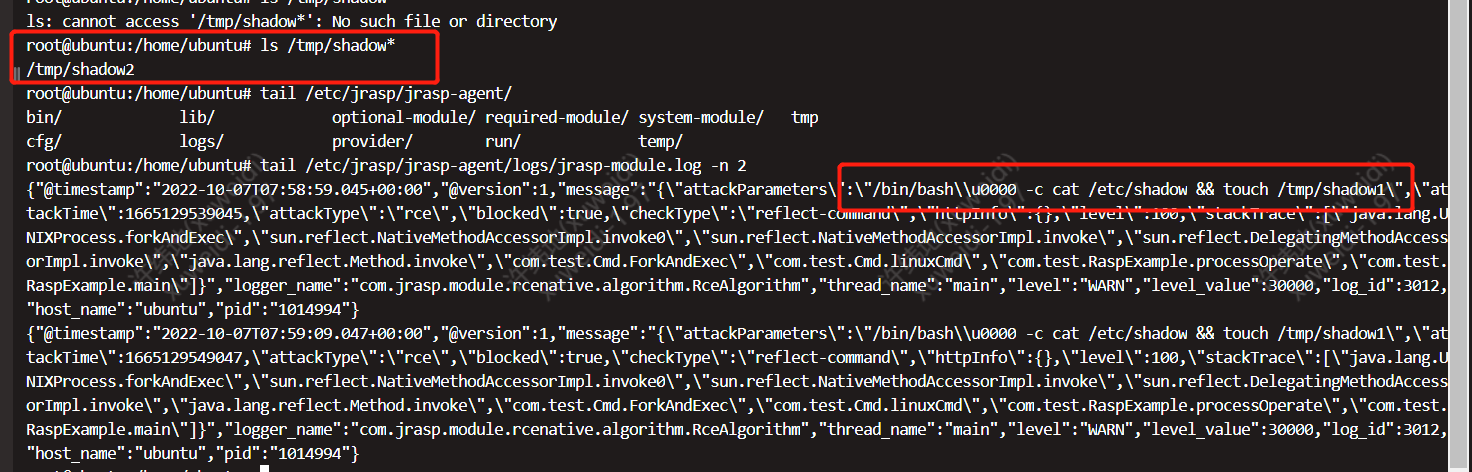 ls: cannot access '/tmp/shadow*': No such file or directory
root@ubuntu:/home/ubuntu# ls /tmp/shadow*
/tmp/shadow2
root@ubuntu:/home/ubuntu# tail /etc/jrasp/jrasp-agent/
bin/ lib/ optional-module/ required-module/ system-module/ tmp
cfg/ logs/ provider/ run/ temp/
root@ubuntu:/home/ubuntu# tail /etc/jrasp/jrasp-agent/logs/jrasp-module.log -n 2
{"@timestamp":"2022-10-07T07:58:59.045+00:00","@version":1,"message":"{\"attackParameters\":\"/bin/bash\\u0000 -c cat /etc/shadow && touch /tmp/shadow1\",\"at
tackTime\":1665129539045,\"attackType\":\"rce\",\"blocked\":true,\"checkType\":\"reflect-command\",\"httpInfo\":{},\"level\":100,\"stackTrace\":[\"java.lang.U
NIXProcess.forkAndExec\",\"sun.reflect.NativeMethodAccessorImpl.invoke0\",\"sun.reflect.NativeMethodAccessorImpl.invoke\",\"sun.reflect.DelegatingMethodAccess
orImpl.invoke\",\"java.lang.reflect.Method.invoke\",\"com.test.Cmd.ForkAndExec\",\"com.test.Cmd.linuxCmd\",\"com.test.RaspExample.processOperate\",\"com.test.
RaspExample.main\"]}","logger_name":"com.jrasp.module.rcenative.algorithm.RceAlgorithm","thread_name":"main","level":"WARN","level_value":30000,"log_id":3012,
"host_name":"ubuntu","pid":"1014994"}
{"@timestamp":"2022-10-07T07:59:09.047+00:00","@version":1,"message":"{\"attackParameters\":\"/bin/bash\\u0000 -c cat /etc/shadow && touch /tmp/shadow1\",\"at
tackTime\":1665129549047,\"attackType\":\"rce\",\"blocked\":true,\"checkType\":\"reflect-command\",\"httpInfo\":{},\"level\":100,\"stackTrace\":[\"java.lang.U
NIXProcess.forkAndExec\",\"sun.reflect.NativeMethodAccessorImpl.invoke0\",\"sun.reflect.NativeMethodAccessorImpl.invoke\",\"sun.reflect.DelegatingMethodAccess
orImpl.invoke\",\"java.lang.reflect.Method.invoke\",\"com.test.Cmd.ForkAndExec\",\"com.test.Cmd.linuxCmd\",\"com.test.RaspExample.processOperate\",\"com.test.
RaspExample.main\"]}","logger_name":"com.jrasp.module.rcenative.algorithm.RceAlgorithm","thread_name":"main","level":"WARN","level_value":30000,"log_id":3012,
"host_name":"ubuntu","pid":"1014994"}